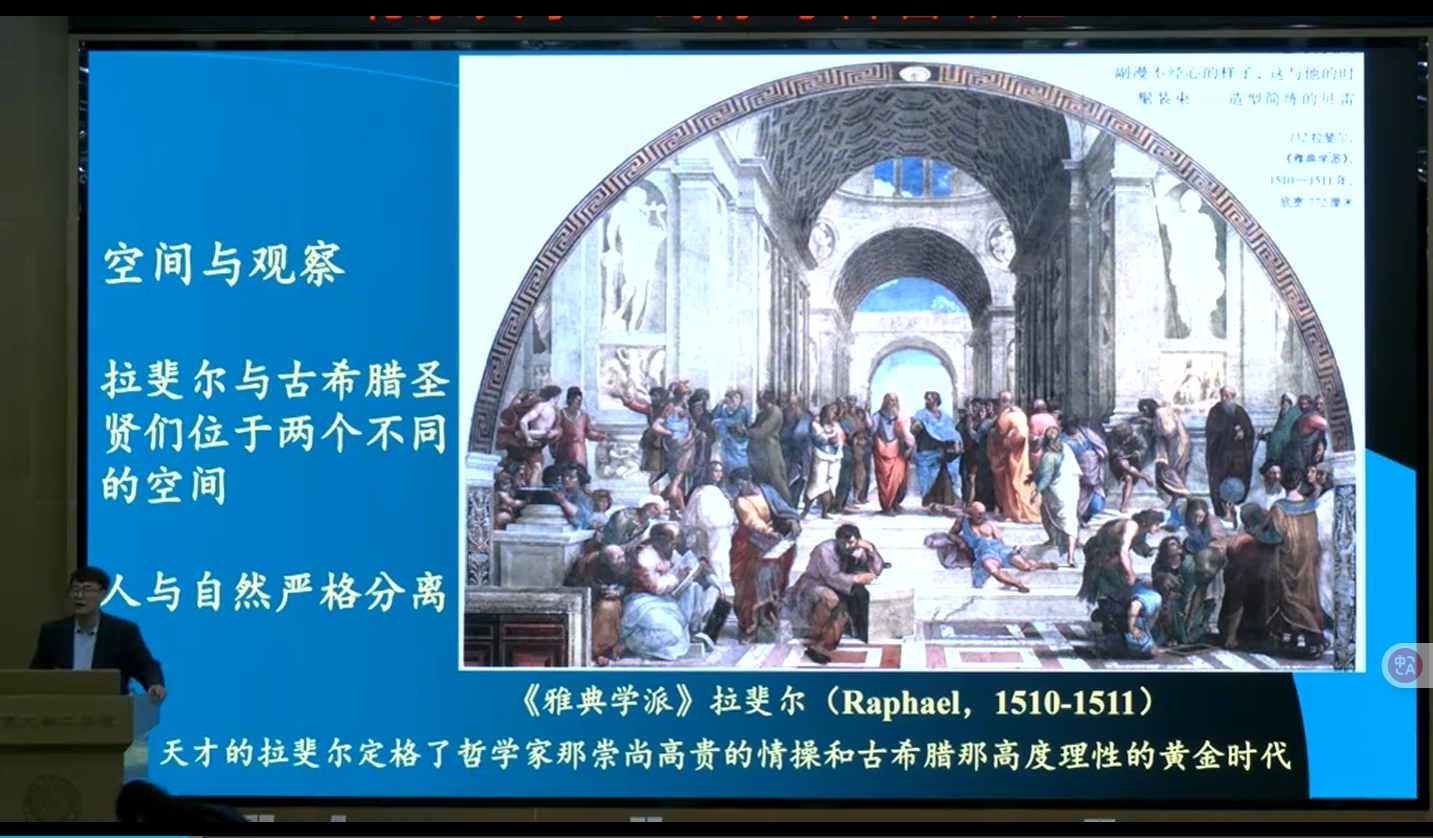 空间与观察
拉斐尔与古希腊圣
贤们位于两个不同
的空间
人与自然严格分离
副漫不经心的样子，这与他的时
髦装束——造型简练的贝雷
152 拉斐尔，
《雅典学派》，
1510—1511年，
底宽 772厘米
《雅典学派》拉斐尔（Raphael，1510-1511）
天才的拉斐尔定格了哲学家那崇尚高贵的情操和古希腊那高度理性的黄金时代
中
A